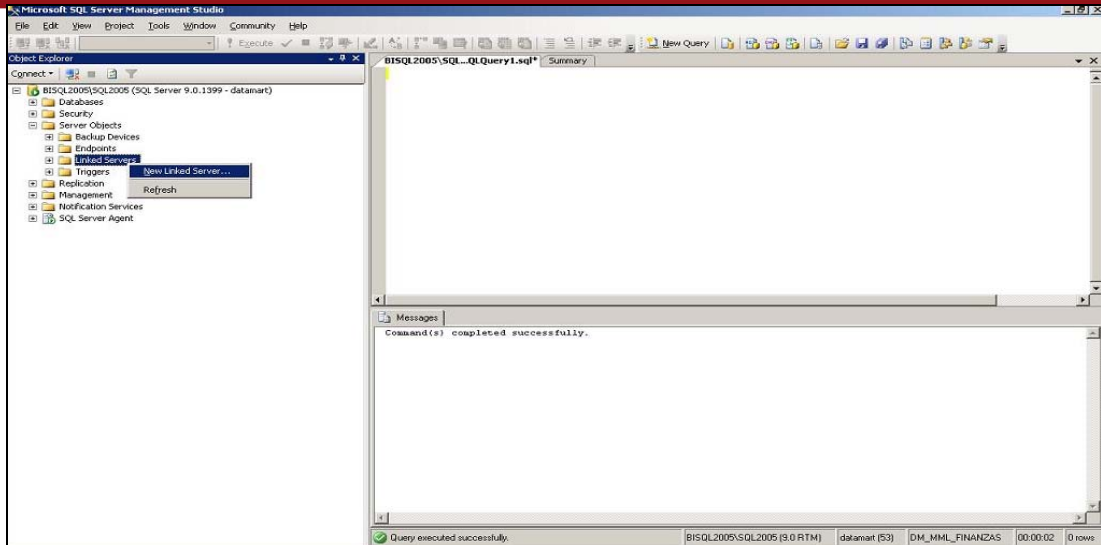 Microsoft SQL Server Management Studio
File Edit View Project Tools Window Community Help
Execute New Query
Object Explorer
BISQL2005\SQL...QLQuery1.sql* Summary
Connect
BISQL2005\SQL2005 (SQL Server 9.0.1399 - datamart)
Databases
Security
Server Objects
Backup Devices
Endpoints
Linked Servers
Triggers
New Linked Server...
Refresh
Replication
Management
Notification Services
SQL Server Agent
Messages
Command(s) completed successfully.
Query executed successfully. BISQL2005\SQL2005 (9.0 RTM) datamart (53) DM_MML_FINANZAS 00:00:02 0 rows